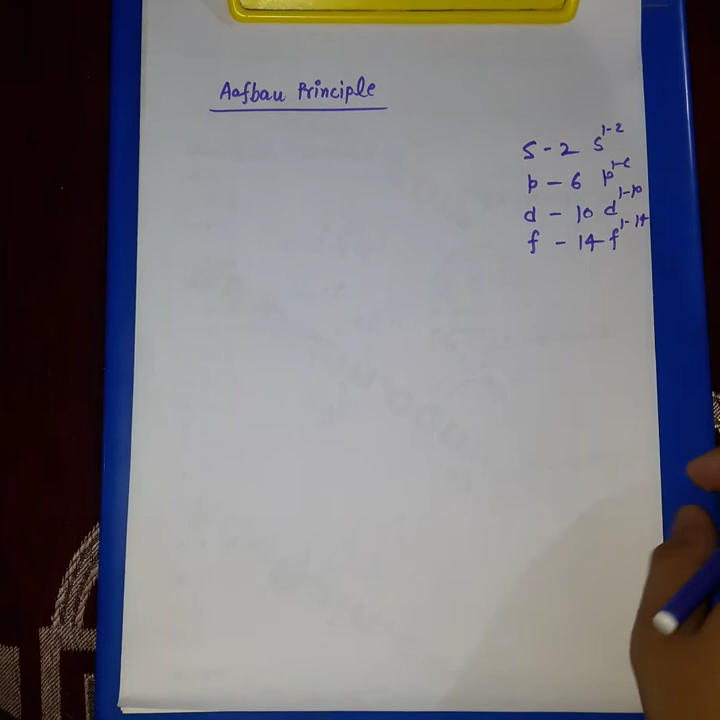 Aafbau Principle
s - 2 s¹⁻²
p - 6 p¹⁻⁶
d - 10 d¹⁻¹⁰
f - 14 f¹⁻¹⁴